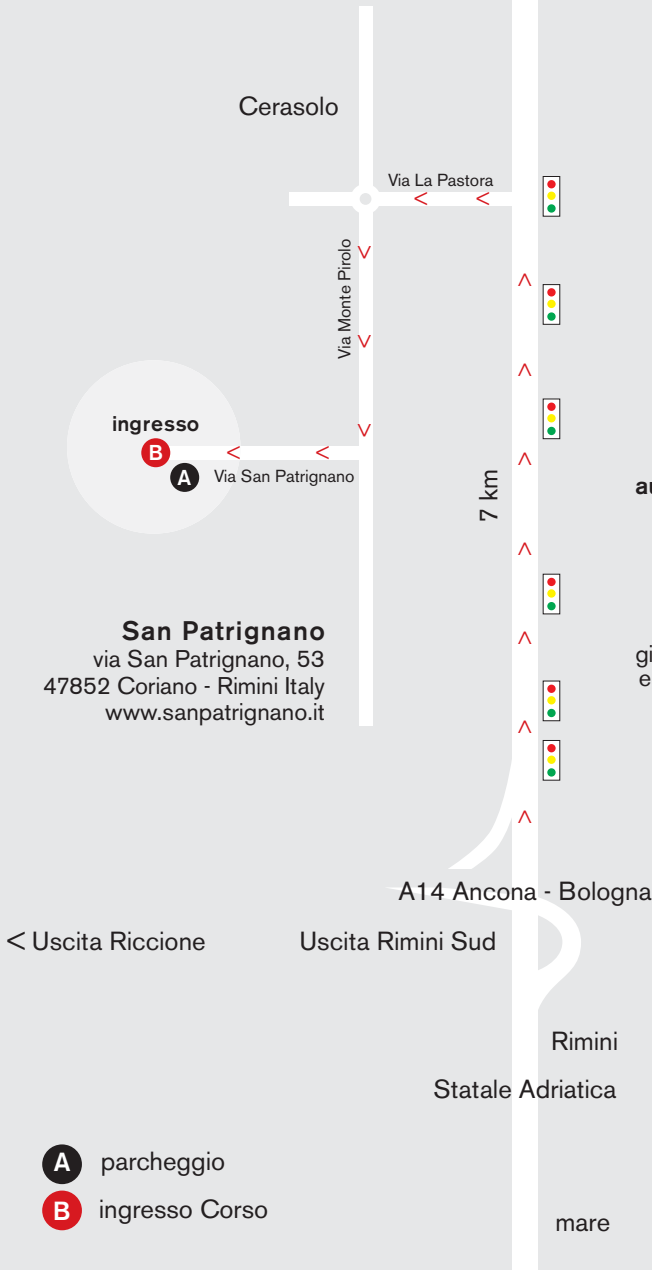 Cerasolo
Via La Pastora
Via Monte Pirolo
ingresso
B
A
Via San Patrignano
7 km
San Patrignano
via San Patrignano, 53
47852 Coriano - Rimini Italy
www.sanpatrignano.it
A14 Ancona - Bologna
< Uscita Riccione
Uscita Rimini Sud
Rimini
Statale Adriatica
A parcheggio
B ingresso Corso
mare